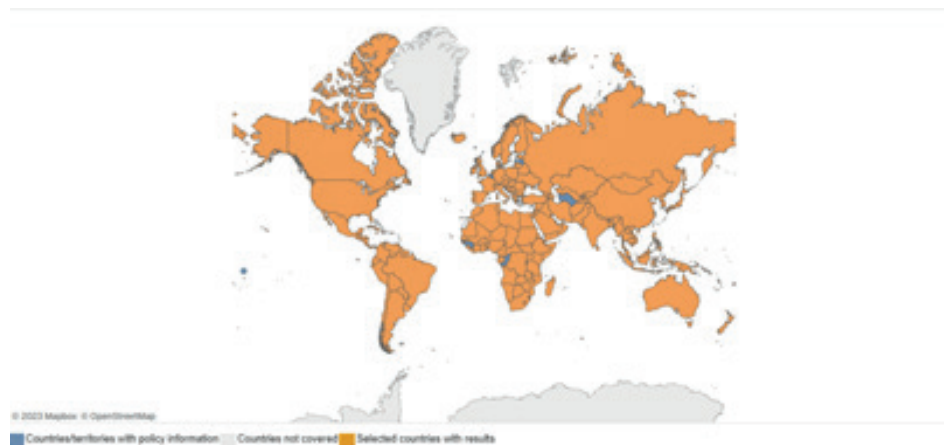 © 2023 Mapbox © OpenStreetMap
Countries/territories with policy information Countries not covered Selected countries with results